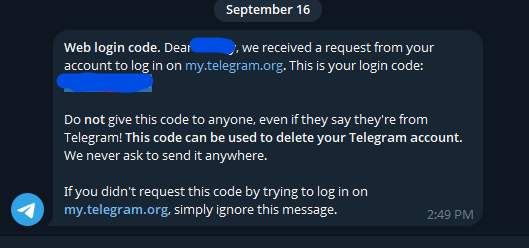 September 16
Web login code. Dear, we received a request from your
account to log in on my.telegram.org. This is your login code:
Do not give this code to anyone, even if they say they're from
Telegram! This code can be used to delete your Telegram account.
We never ask to send it anywhere.
If you didn't request this code by trying to log in on
my.telegram.org, simply ignore this message.
2:49 PM